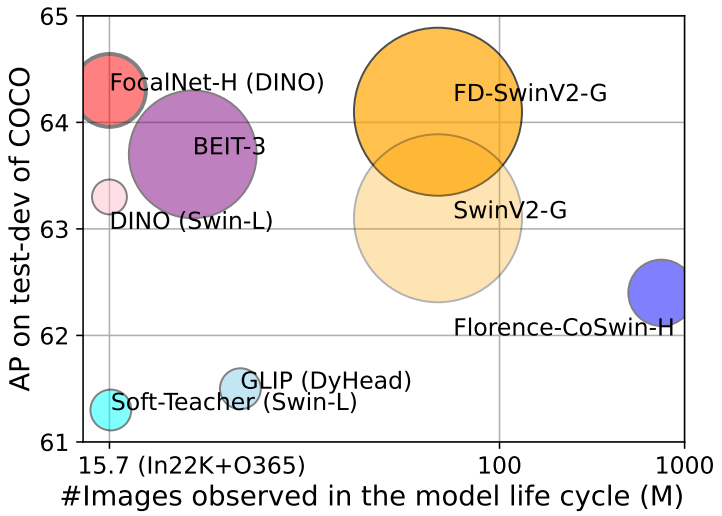 65
64
63
62
61
AP on test-dev of COCO
FocalNet-H (DINO)
FD-SwinV2-G
BEIT-3
SwinV2-G
DINO (Swin-L)
Florence-CoSwin-H
GLIP (DyHead)
Soft-Teacher (Swin-L)
15.7 (In22K+O365)
100
1000
#Images observed in the model life cycle (M)